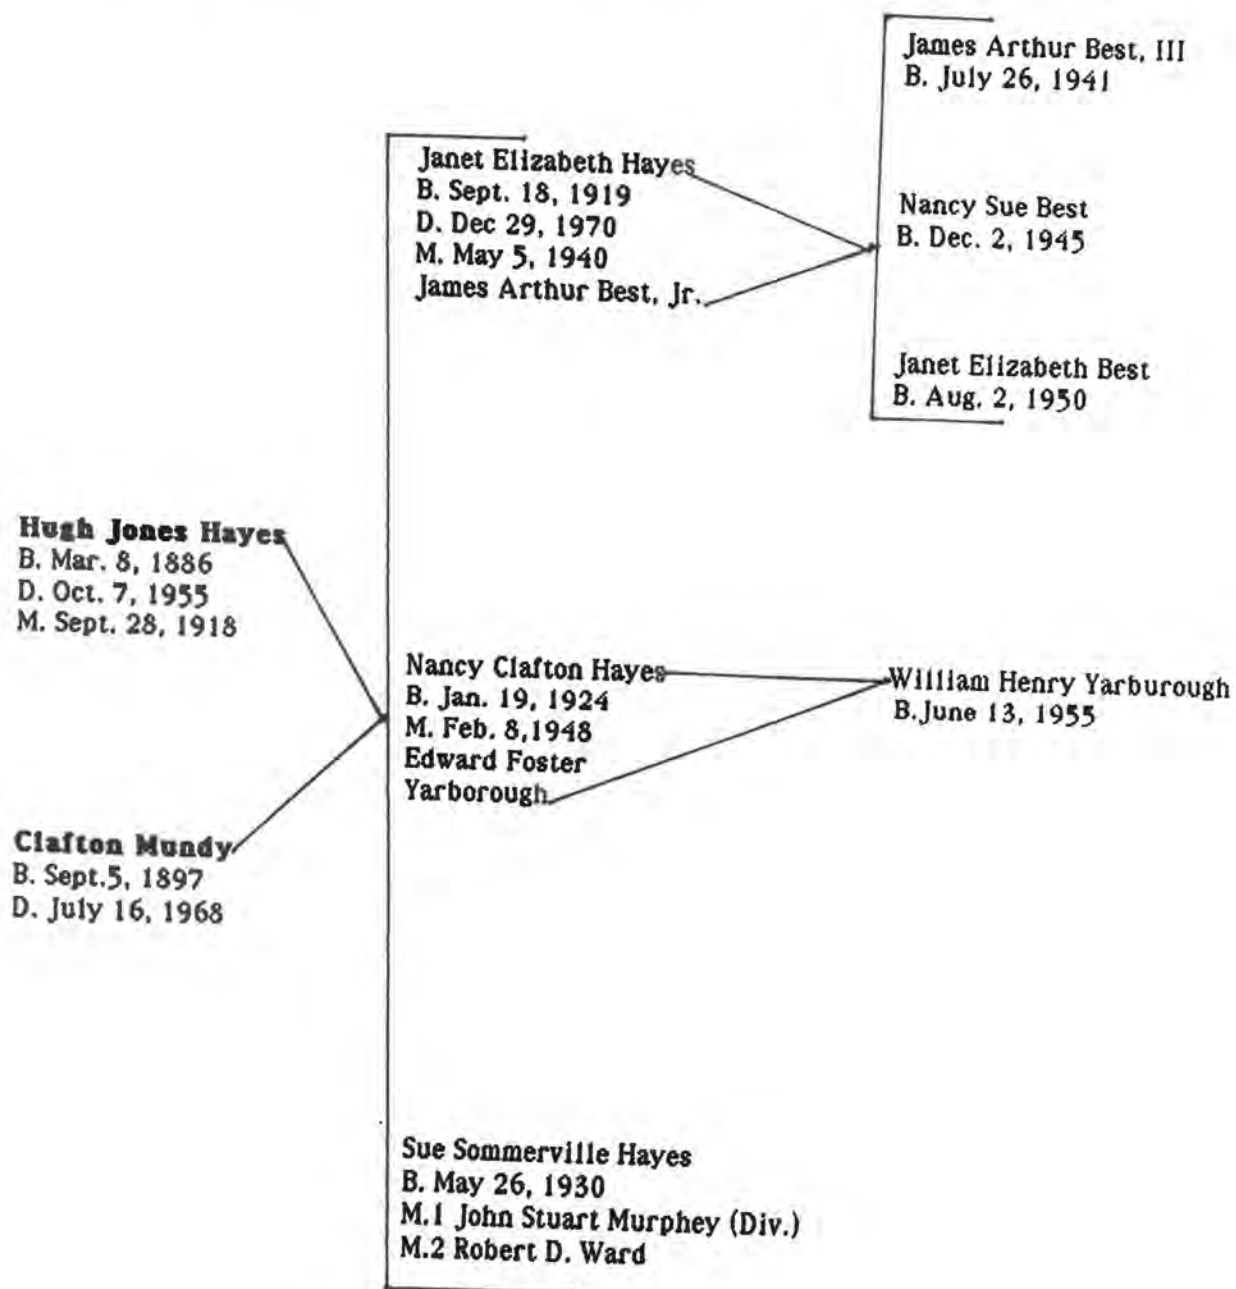 James Arthur Best, III
B. July 26, 1941
Janet Elizabeth Hayes
B. Sept. 18, 1919
D. Dec 29, 1970
M. May 5, 1940
James Arthur Best, Jr.
Nancy Sue Best
B. Dec. 2, 1945
Janet Elizabeth Best
B. Aug. 2, 1950
Hugh Jones Hayes
B. Mar. 8, 1886
D. Oct. 7, 1955
M. Sept. 28, 1918
Nancy Clafton Hayes
B. Jan. 19, 1924
M. Feb. 8,1948
Edward Foster
Yarborough
William Henry Yarburough
B.June 13, 1955
Clafton Mundy
B. Sept.5, 1897
D. July 16, 1968
Sue Sommerville Hayes
B. May 26, 1930
M.1 John Stuart Murphey (Div.)
M.2 Robert D. Ward